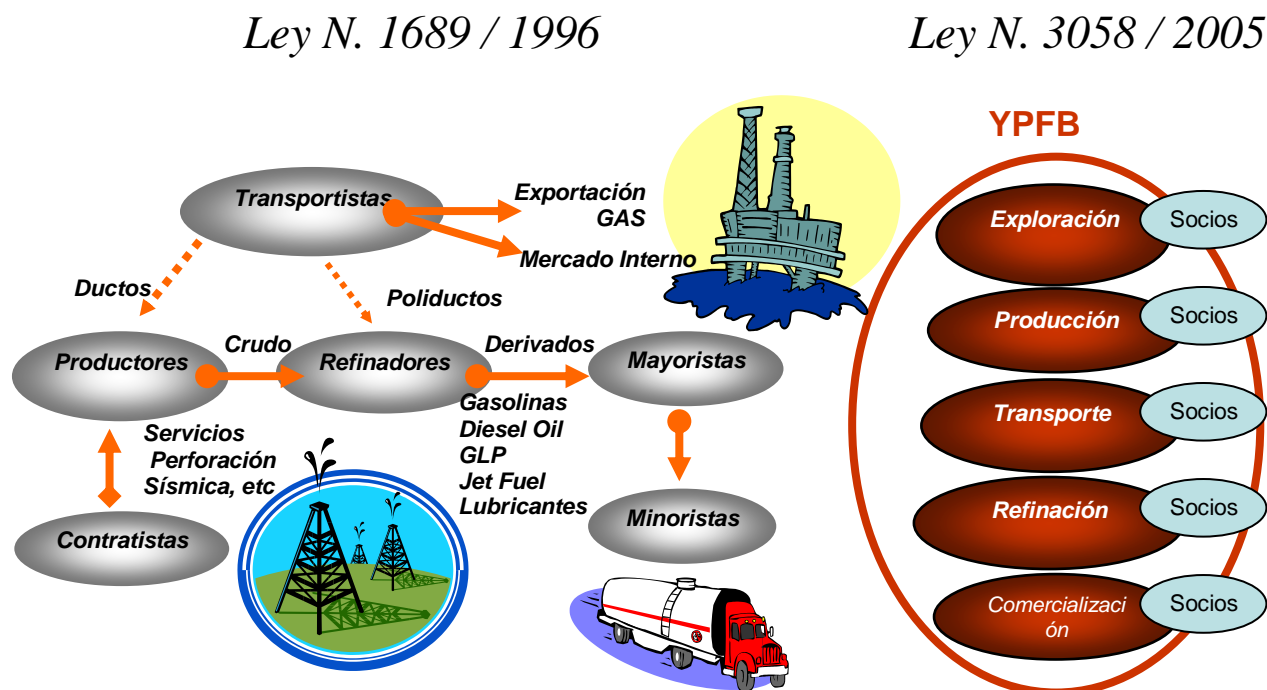 Ley N. 1689 / 1996
Ley N. 3058 / 2005
Transportistas
Exportación
GAS
Mercado Interno
Ductos
Poliductos
Productores
Crudo
Refinadores
Derivados
Mayoristas
Gasolinas
Diesel Oil
GLP
Jet Fuel
Lubricantes
Servicios
Perforación
Sísmica, etc
Contratistas
Minoristas
YPFB
Exploración
Socios
Producción
Socios
Transporte
Socios
Refinación
Socios
Comercializaci
ón
Socios